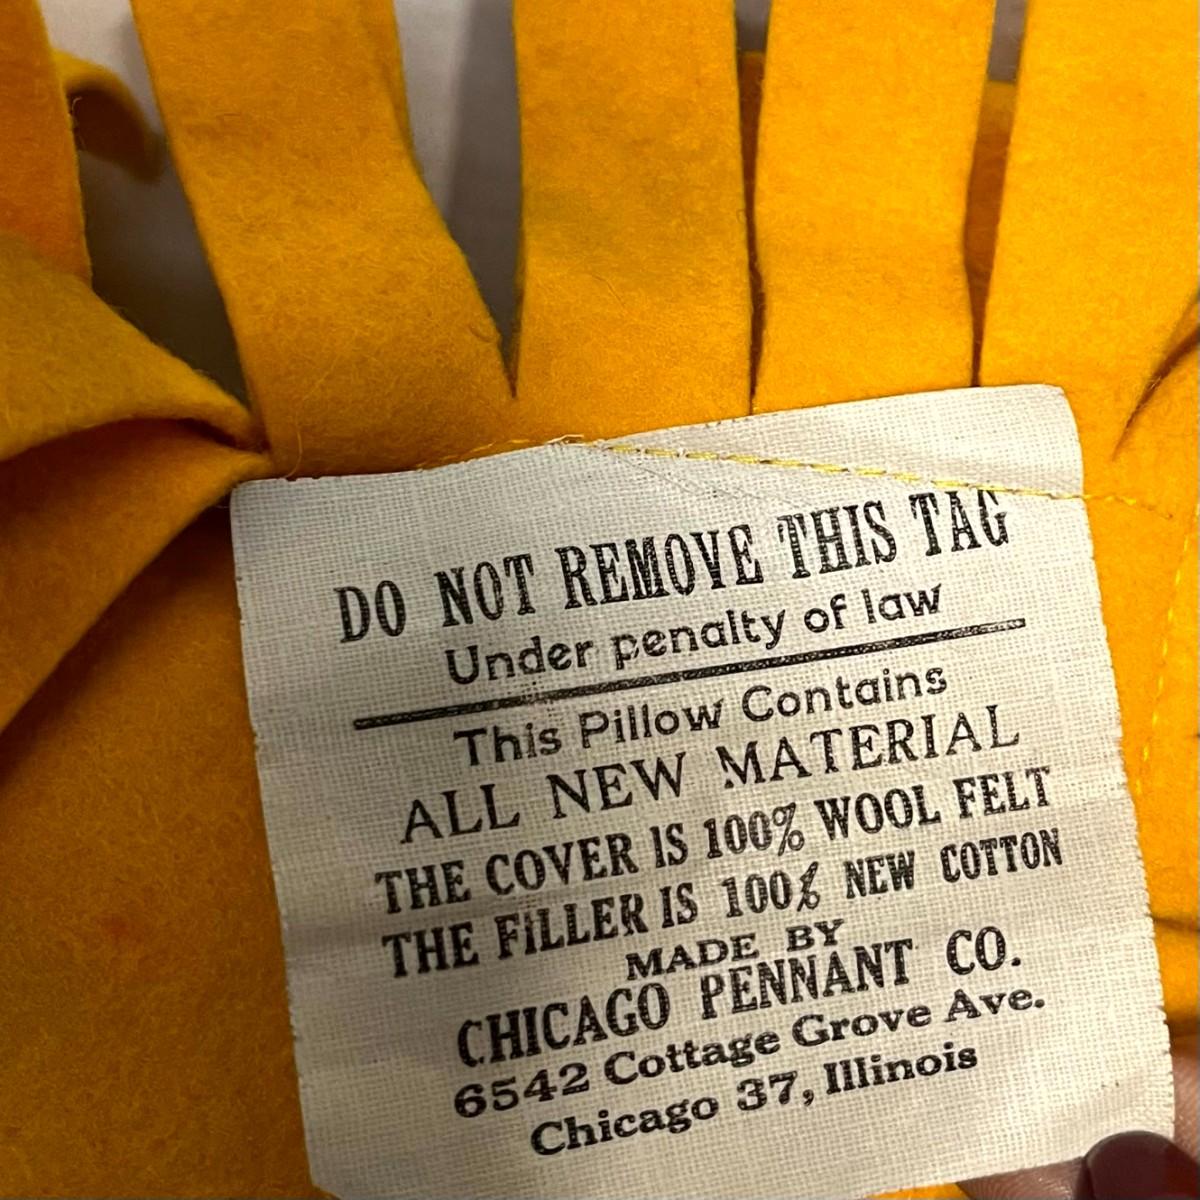 DO NOT REMOVE THIS TAG
Under penalty of law
This Pillow Contains
ALL NEW MATERIAL
THE COVER IS 100% WOOL FELT
THE FILLER IS 100% NEW COTTON
MADE BY
CHICAGO PENNANT CO.
6542 Cottage Grove Ave.
Chicago 37, Illinois